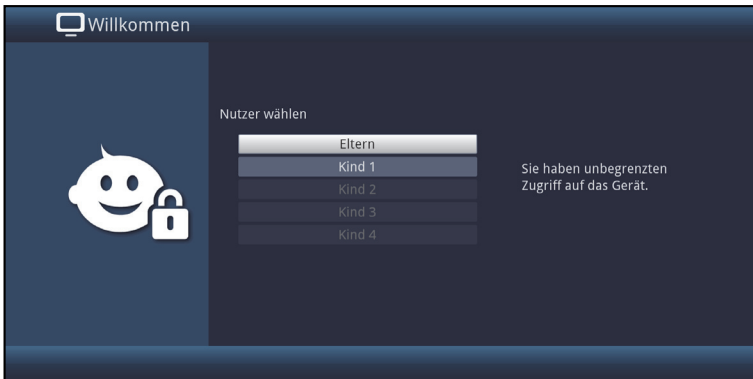 Willkommen
Nutzer wählen
Eltern
Kind 1
Kind 2
Kind 3
Kind 4
Sie haben unbegrenzten
Zugriff auf das Gerät.